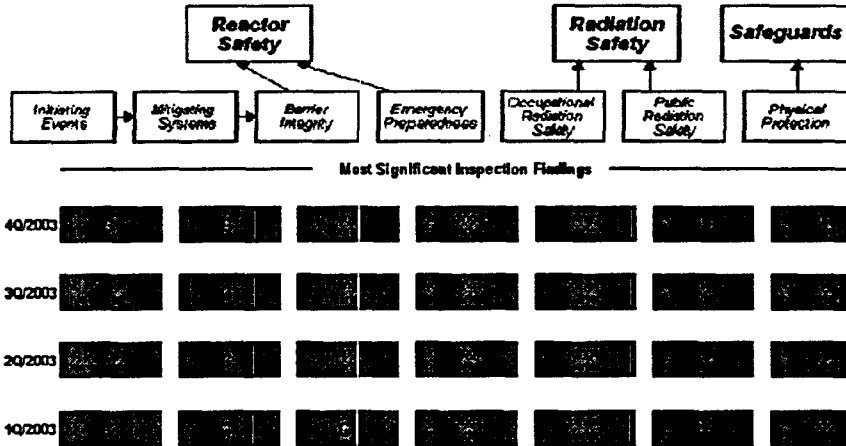 Reactor
Safety
Radiation
Safety
Safeguards
Initiating
Events
Mitigating
Systems
Barrier
Integrity
Emergency
Preparedness
Occupational
Radiation
Safety
Public
Radiation
Safety
Physical
Protection
Most Significant Inspection Findings
4Q/2003
3Q/2003
2Q/2003
1Q/2003